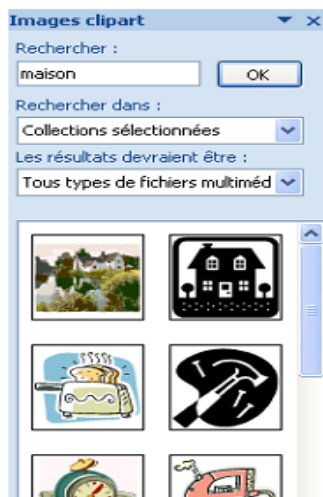 Images clipart
Rechercher :
maison OK
Rechercher dans :
Collections sélectionnées
Les résultats devraient être :
Tous types de fichiers multiméd